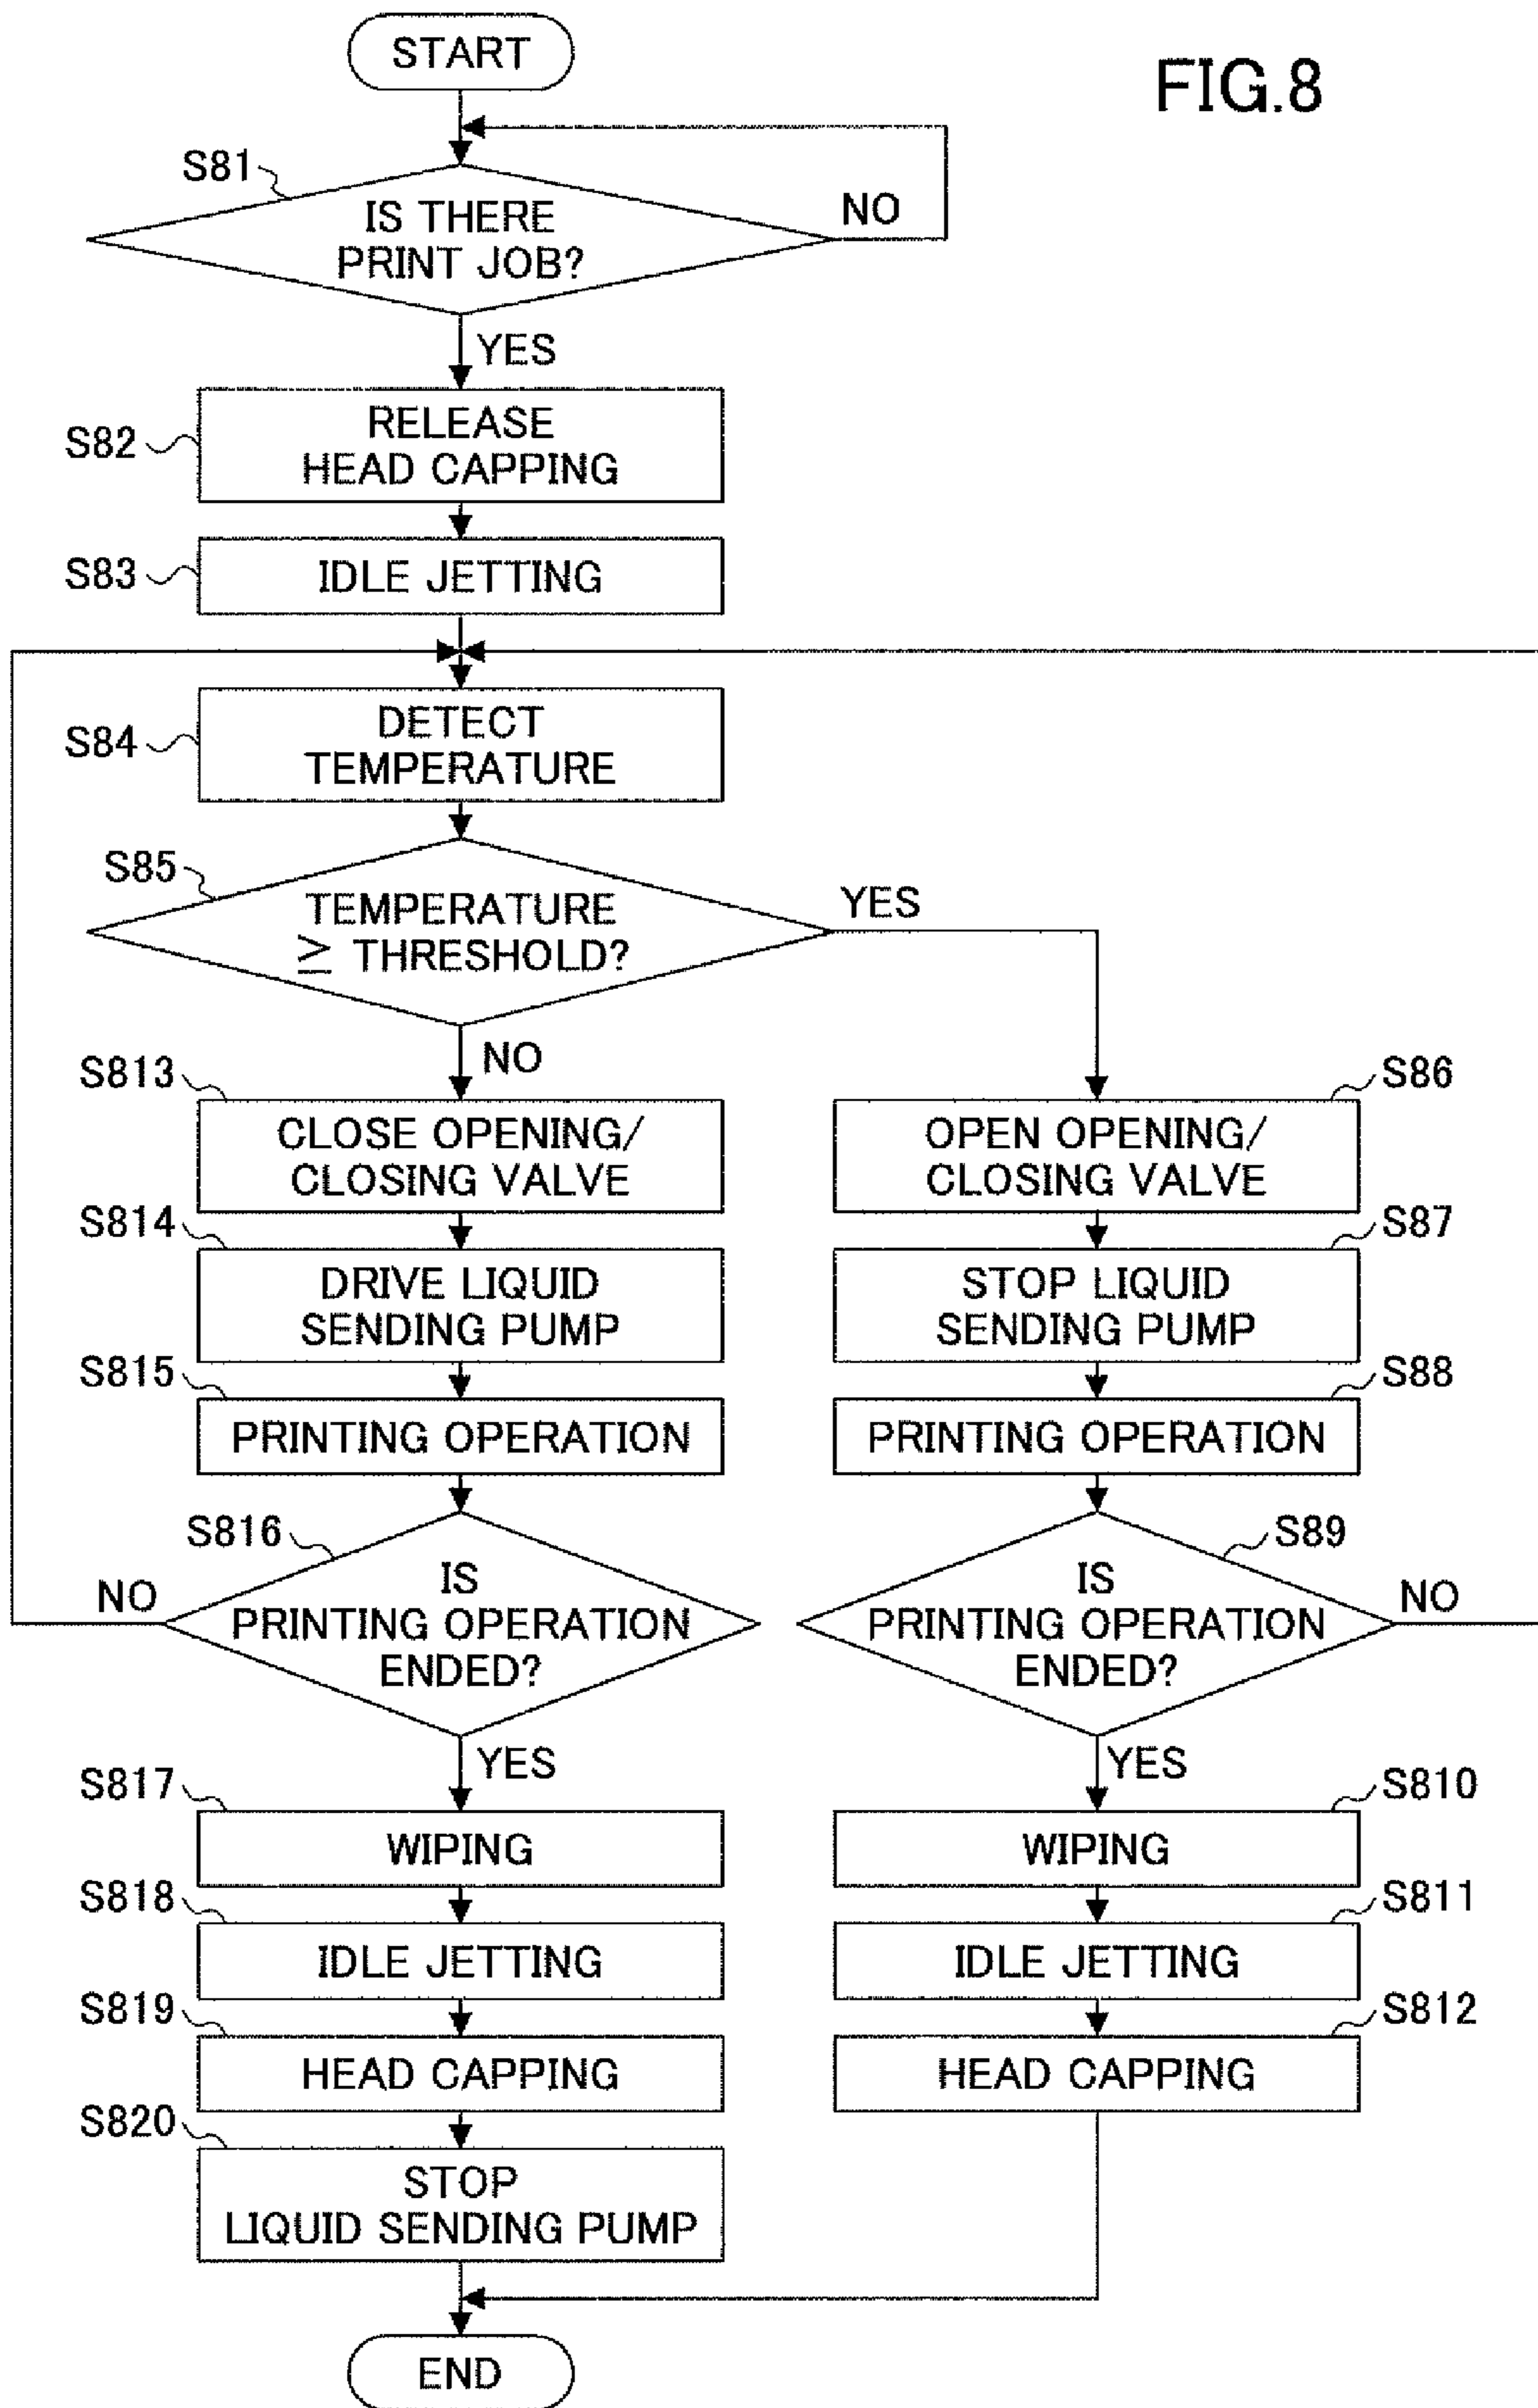 START
FIG.8
S81
IS THERE
PRINT JOB?
NO
YES
S82
RELEASE
HEAD CAPPING
S83
IDLE JETTING
S84
DETECT
TEMPERATURE
S85
TEMPERATURE
≥ THRESHOLD?
YES
NO
S813
CLOSE OPENING/
CLOSING VALVE
S814
DRIVE LIQUID
SENDING PUMP
S815
PRINTING OPERATION
S816
IS
PRINTING OPERATION
ENDED?
NO
YES
S817
WIPING
S818
IDLE JETTING
S819
HEAD CAPPING
S820
STOP
LIQUID SENDING PUMP
S86
OPEN OPENING/
CLOSING VALVE
S87
STOP LIQUID
SENDING PUMP
S88
PRINTING OPERATION
S89
IS
PRINTING OPERATION
ENDED?
NO
YES
S810
WIPING
S811
IDLE JETTING
S812
HEAD CAPPING
END